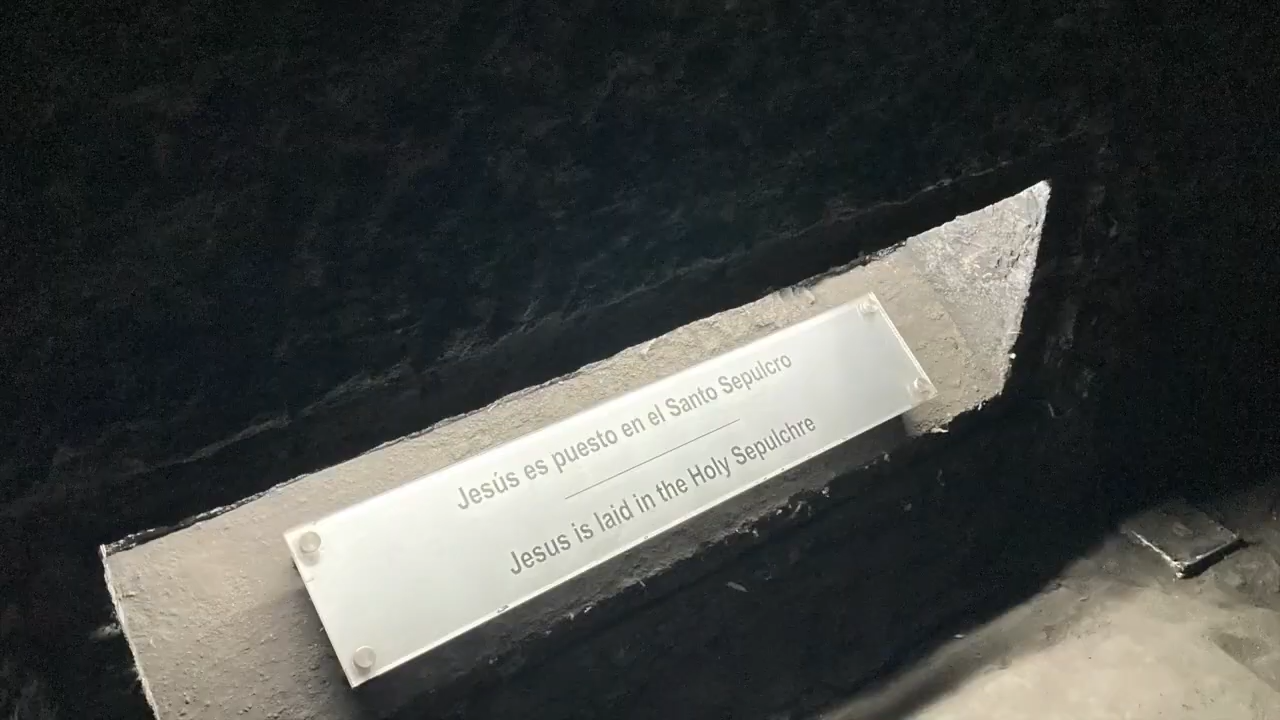 Jesús es puesto en el Santo Sepulcro
Jesus is laid in the Holy Sepulchre